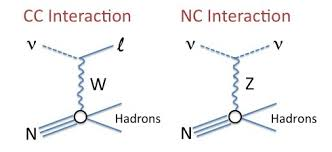 CC Interaction
NC Interaction
ν
ℓ
ν
ν
W
Z
N
Hadrons
N
Hadrons